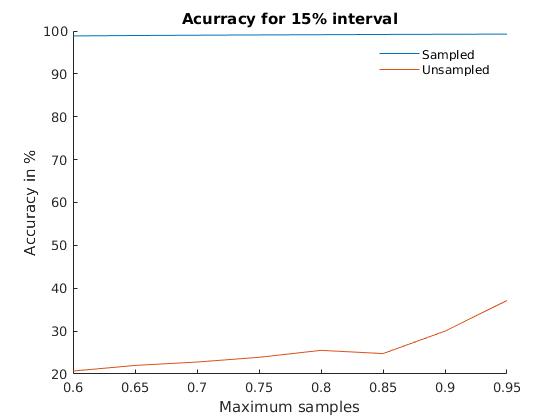 Acurracy for 15% interval
100
90
80
70
60
50
40
30
20
Accuracy in %
Sampled
Unsampled
0.6 0.65 0.7 0.75 0.8 0.85 0.9 0.95
Maximum samples